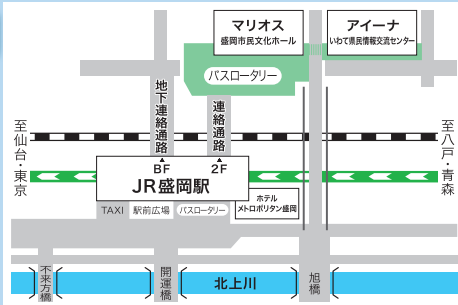 マリオス
盛岡市民文化ホール
アイーナ
いわて県民情報交流センター
バスロータリー
地下連絡通路
連絡通路
至仙台・東京
至八戸・青森
BF
2F
JR盛岡駅
TAXI
駅前広場
バスロータリー
ホテル
メトロポリタン盛岡
不来方橋
開運橋
北上川
旭橋